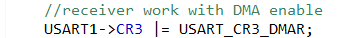 //receiver work with DMA enable
USART1->CR3 |= USART_CR3_DMAR;